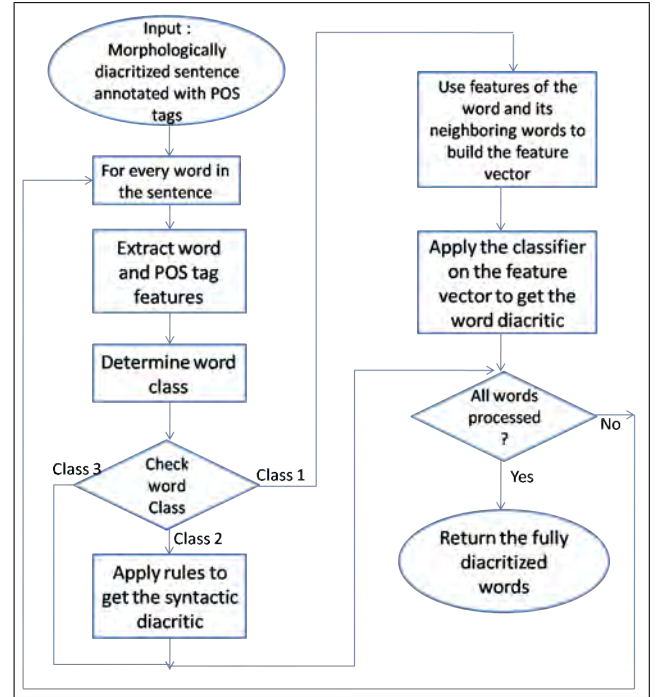 Input :
Morphologically
diacritized sentence
annotated with POS
tags
For every word in
the sentence
Extract word
and POS tag
features
Determine word
class
Class 3
Check
word
Class
Class 1
Class 2
Apply rules to
get the syntactic
diacritic
Use features of the
word and its
neighboring words to
build the feature
vector
Apply the classifier
on the feature
vector to get the
word diacritic
All words
processed
?
No
Yes
Return the fully
diacritized
words